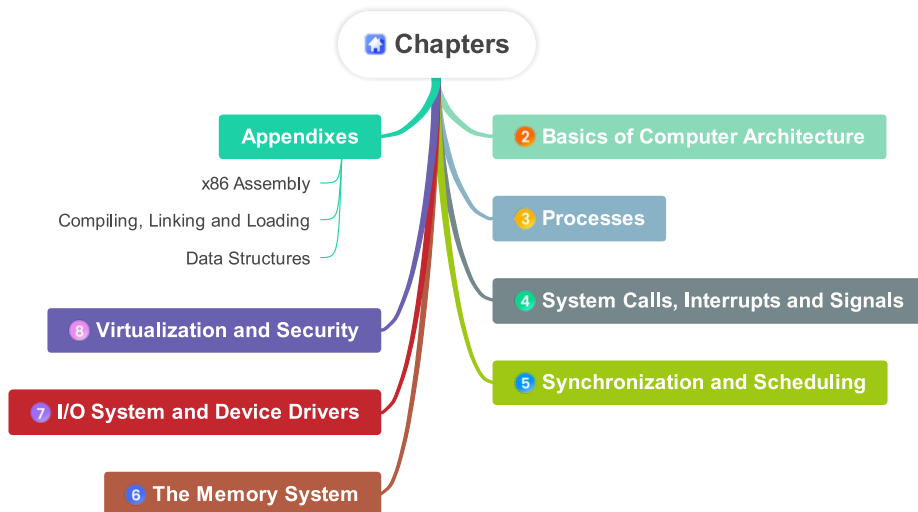 Chapters
Appendixes
x86 Assembly
Compiling, Linking and Loading
Data Structures
2 Basics of Computer Architecture
3 Processes
4 System Calls, Interrupts and Signals
5 Synchronization and Scheduling
8 Virtualization and Security
7 I/O System and Device Drivers
6 The Memory System